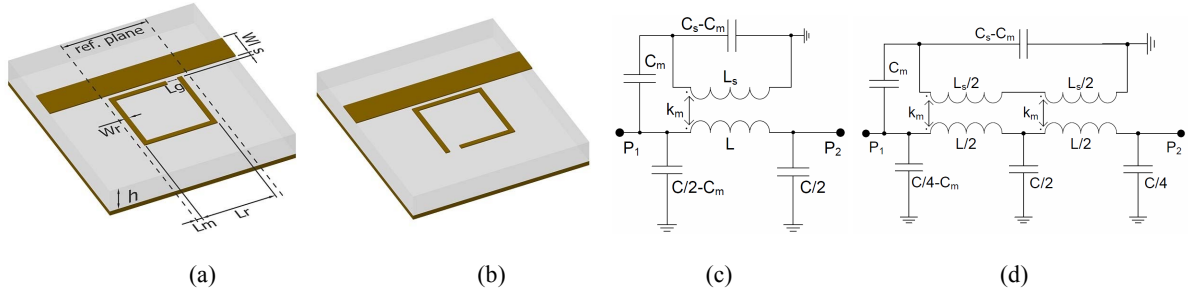 ref. plane
Wl
s
Lg
Wr
h
Lm
Lr
(a)
(b)
Cs-Cm
Cm
Ls
km
P1
L
P2
C/2-Cm
C/2
(c)
Cs-Cm
Cm
Ls/2
Ls/2
km
km
P1
L/2
L/2
P2
C/4-Cm
C/2
C/4
(d)